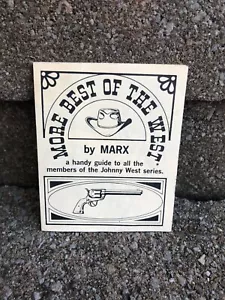 MORE BEST OF THE WEST
by MARX
a handy guide to all the
members of the Johnny West series.